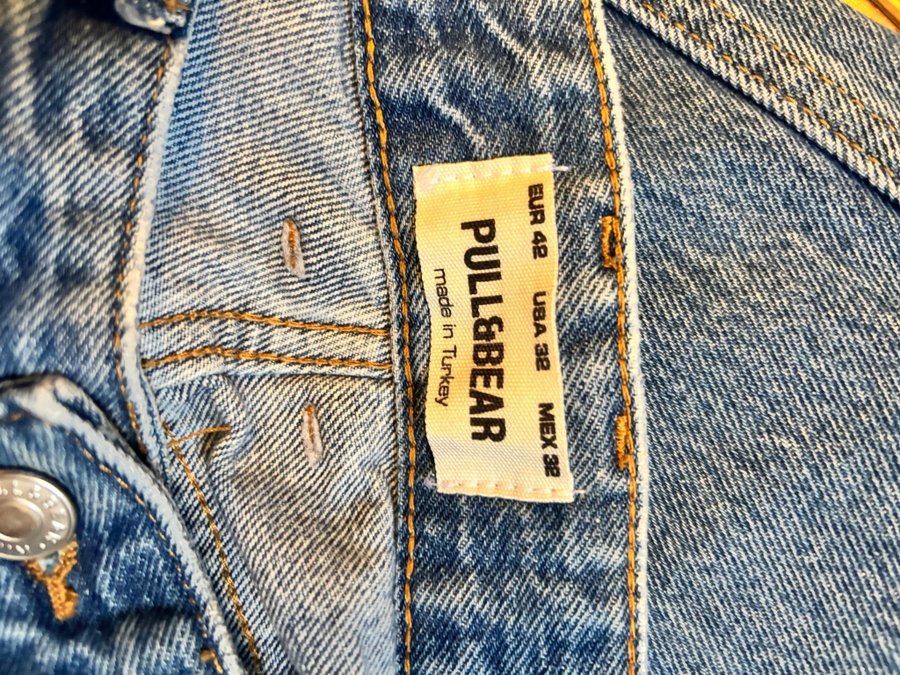 EUR 42 USA 32 MEX 32
PULL&BEAR
made in Turkey